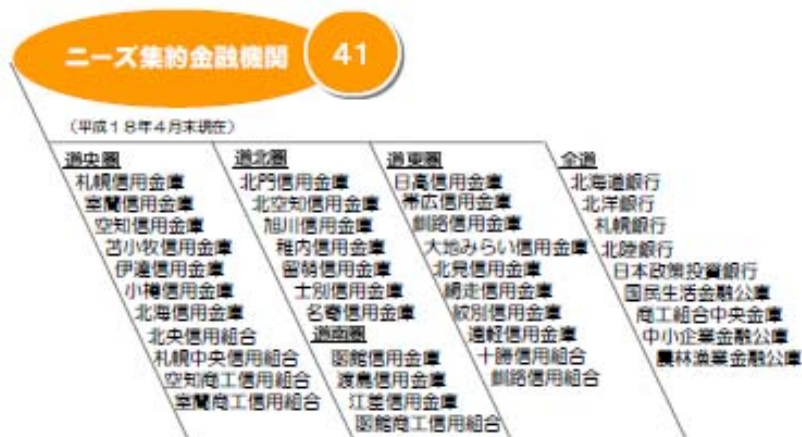 ニーズ集約金融機関
41
(平成18年4月末現在)
道央圏
札幌信用金庫
室蘭信用金庫
空知信用金庫
苫小牧信用金庫
伊達信用金庫
小樽信用金庫
北海信用金庫
北央信用組合
札幌中央信用組合
空知商工信用組合
室蘭商工信用組合
道北圏
北門信用金庫
北空知信用金庫
旭川信用金庫
稚内信用金庫
留萌信用金庫
士別信用金庫
名寄信用金庫
道南圏
函館信用金庫
渡島信用金庫
江差信用金庫
函館商工信用組合
道東圏
日高信用金庫
帯広信用金庫
釧路信用金庫
大地みらい信用金庫
北見信用金庫
網走信用金庫
紋別信用金庫
遠軽信用金庫
十勝信用組合
釧路信用組合
全道
北海道銀行
北洋銀行
札幌銀行
北陸銀行
日本政策投資銀行
国民生活金融公庫
商工組合中央金庫
中小企業金融公庫
農林漁業金融公庫